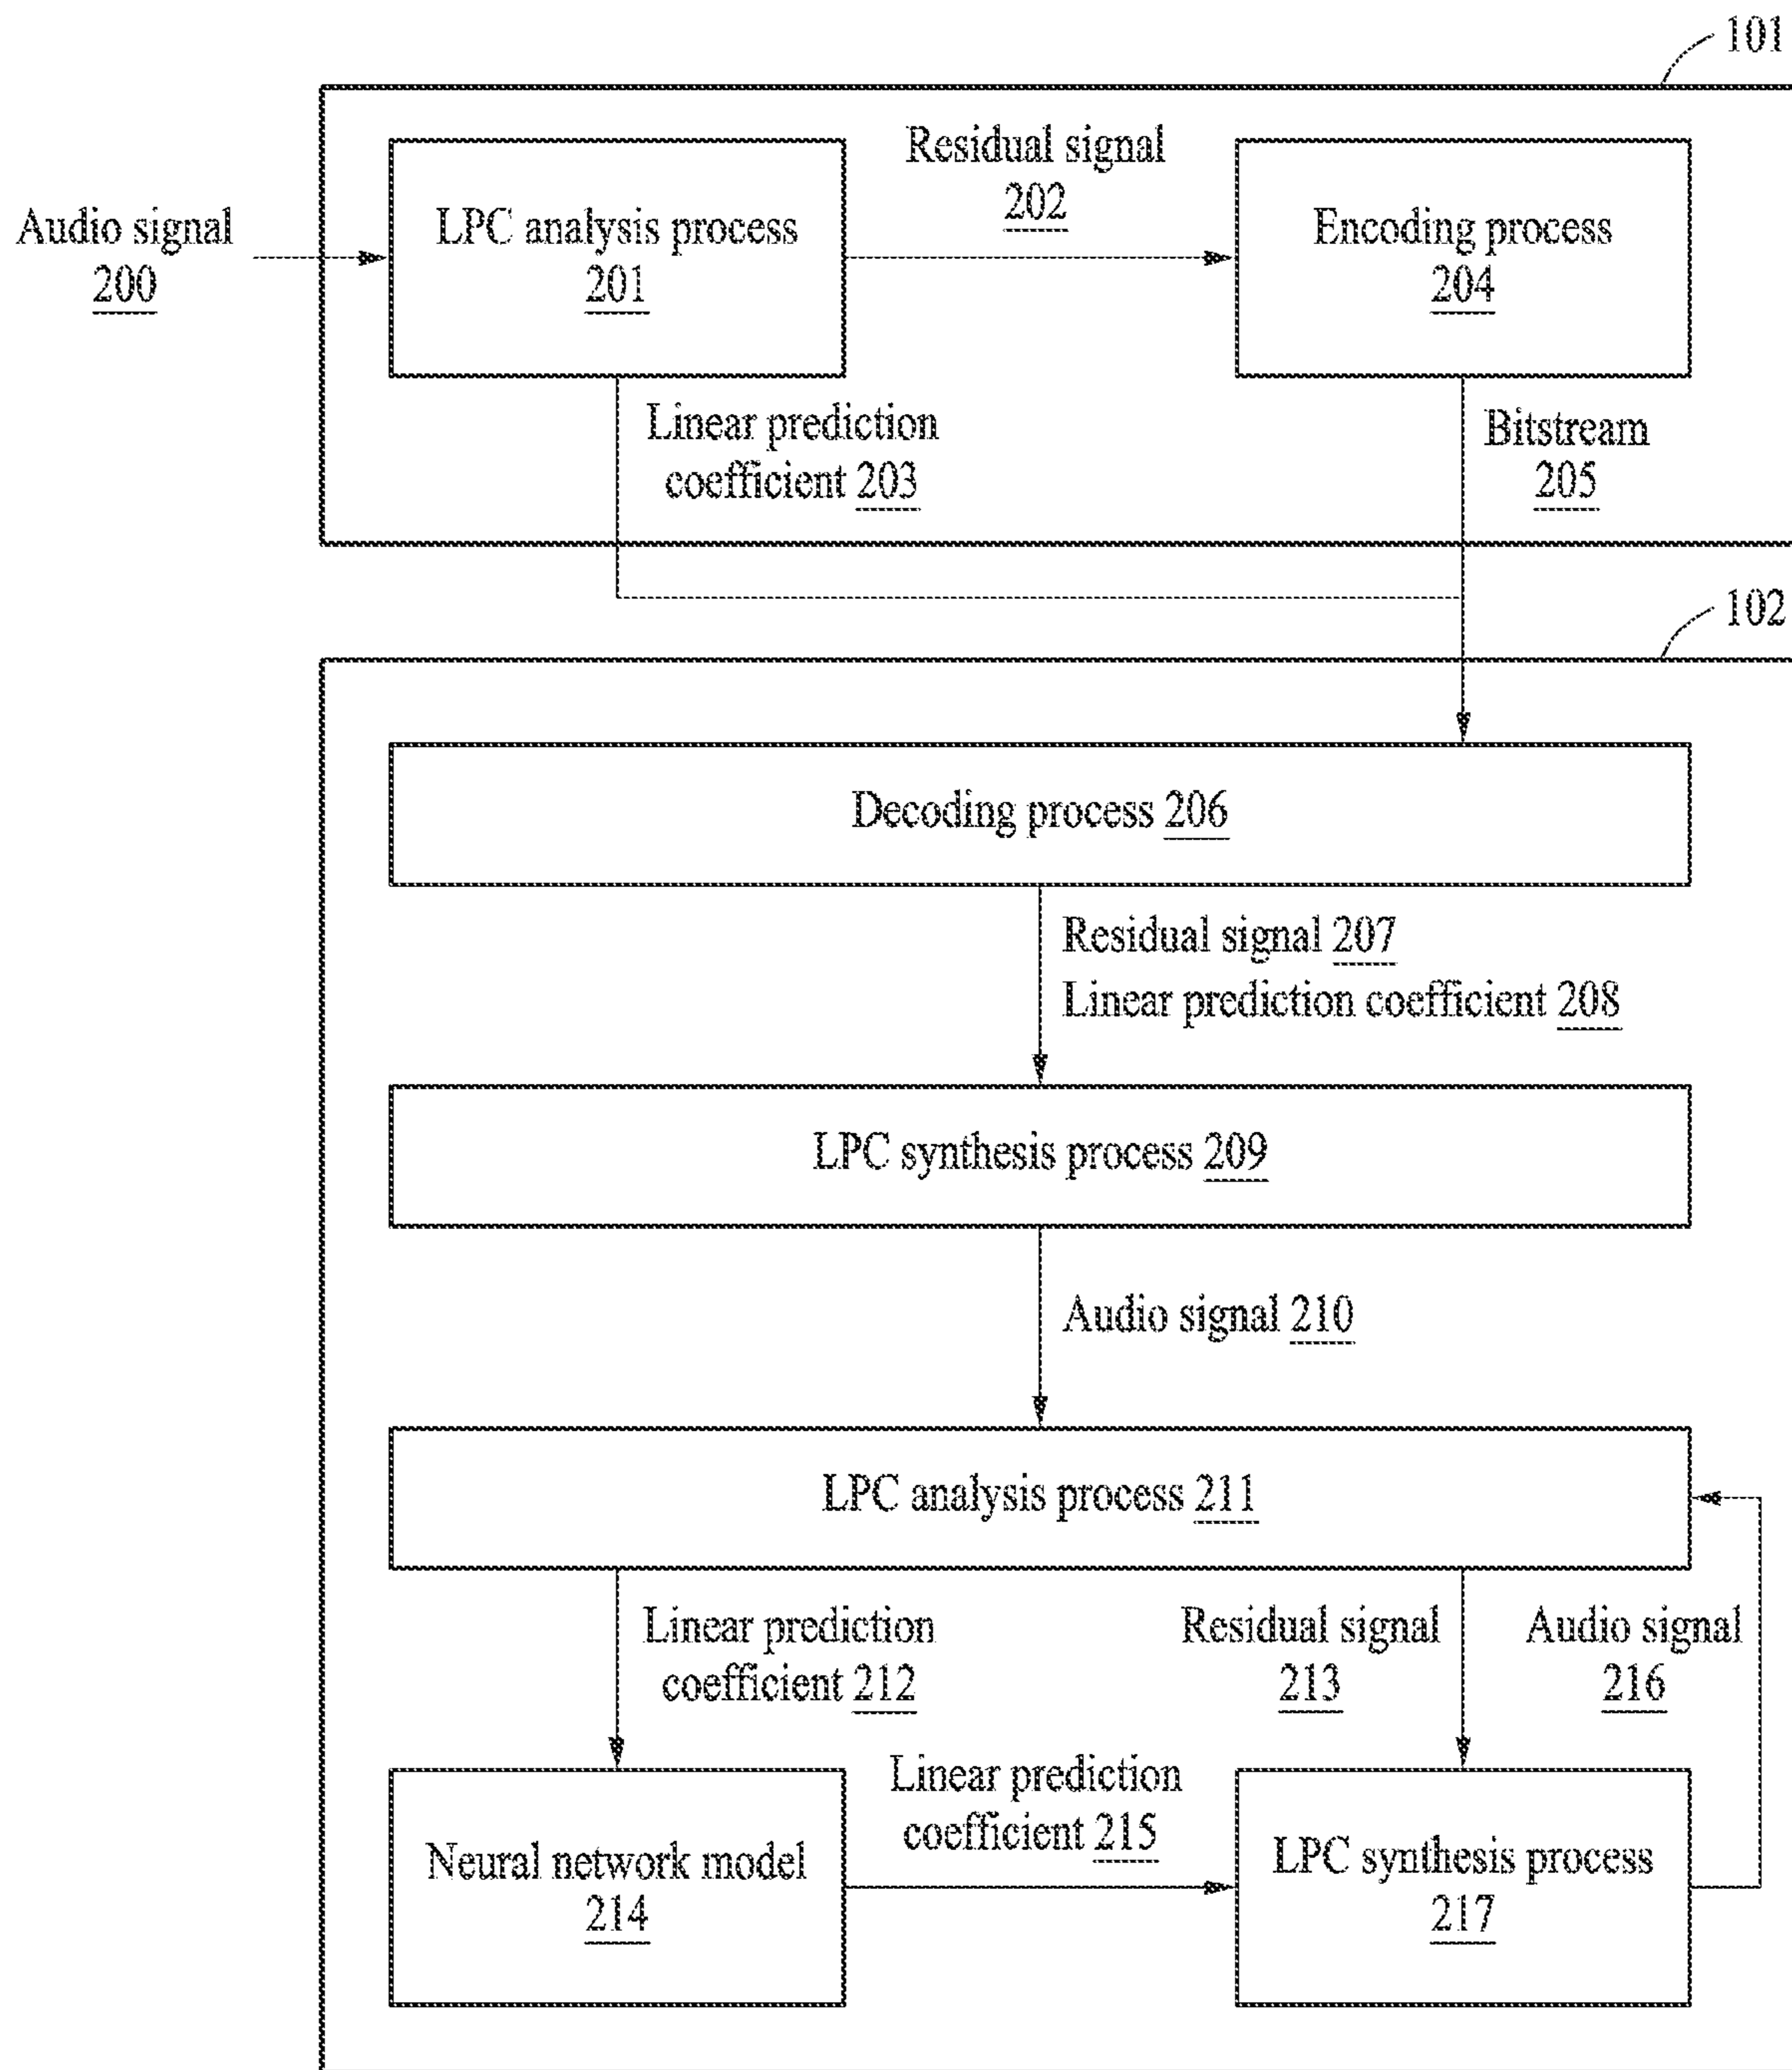 101
Audio signal
200
LPC analysis process
201
Residual signal
202
Encoding process
204
Linear prediction
coefficient 203
Bitstream
205
102
Decoding process 206
Residual signal 207
Linear prediction coefficient 208
LPC synthesis process 209
Audio signal 210
LPC analysis process 211
Linear prediction
coefficient 212
Residual signal
213
Audio signal
216
Neural network model
214
Linear prediction
coefficient 215
LPC synthesis process
217